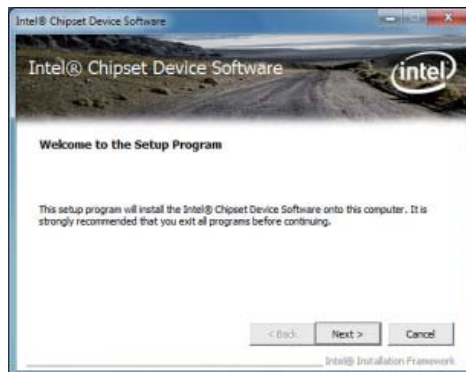 Intel® Chipset Device Software
Intel® Chipset Device Software
intel
Welcome to the Setup Program
This setup program will install the Intel® Chipset Device Software onto this computer. It is
strongly recommended that you exit all programs before continuing.
< Back
Next >
Cancel
Intel® Installation Framework